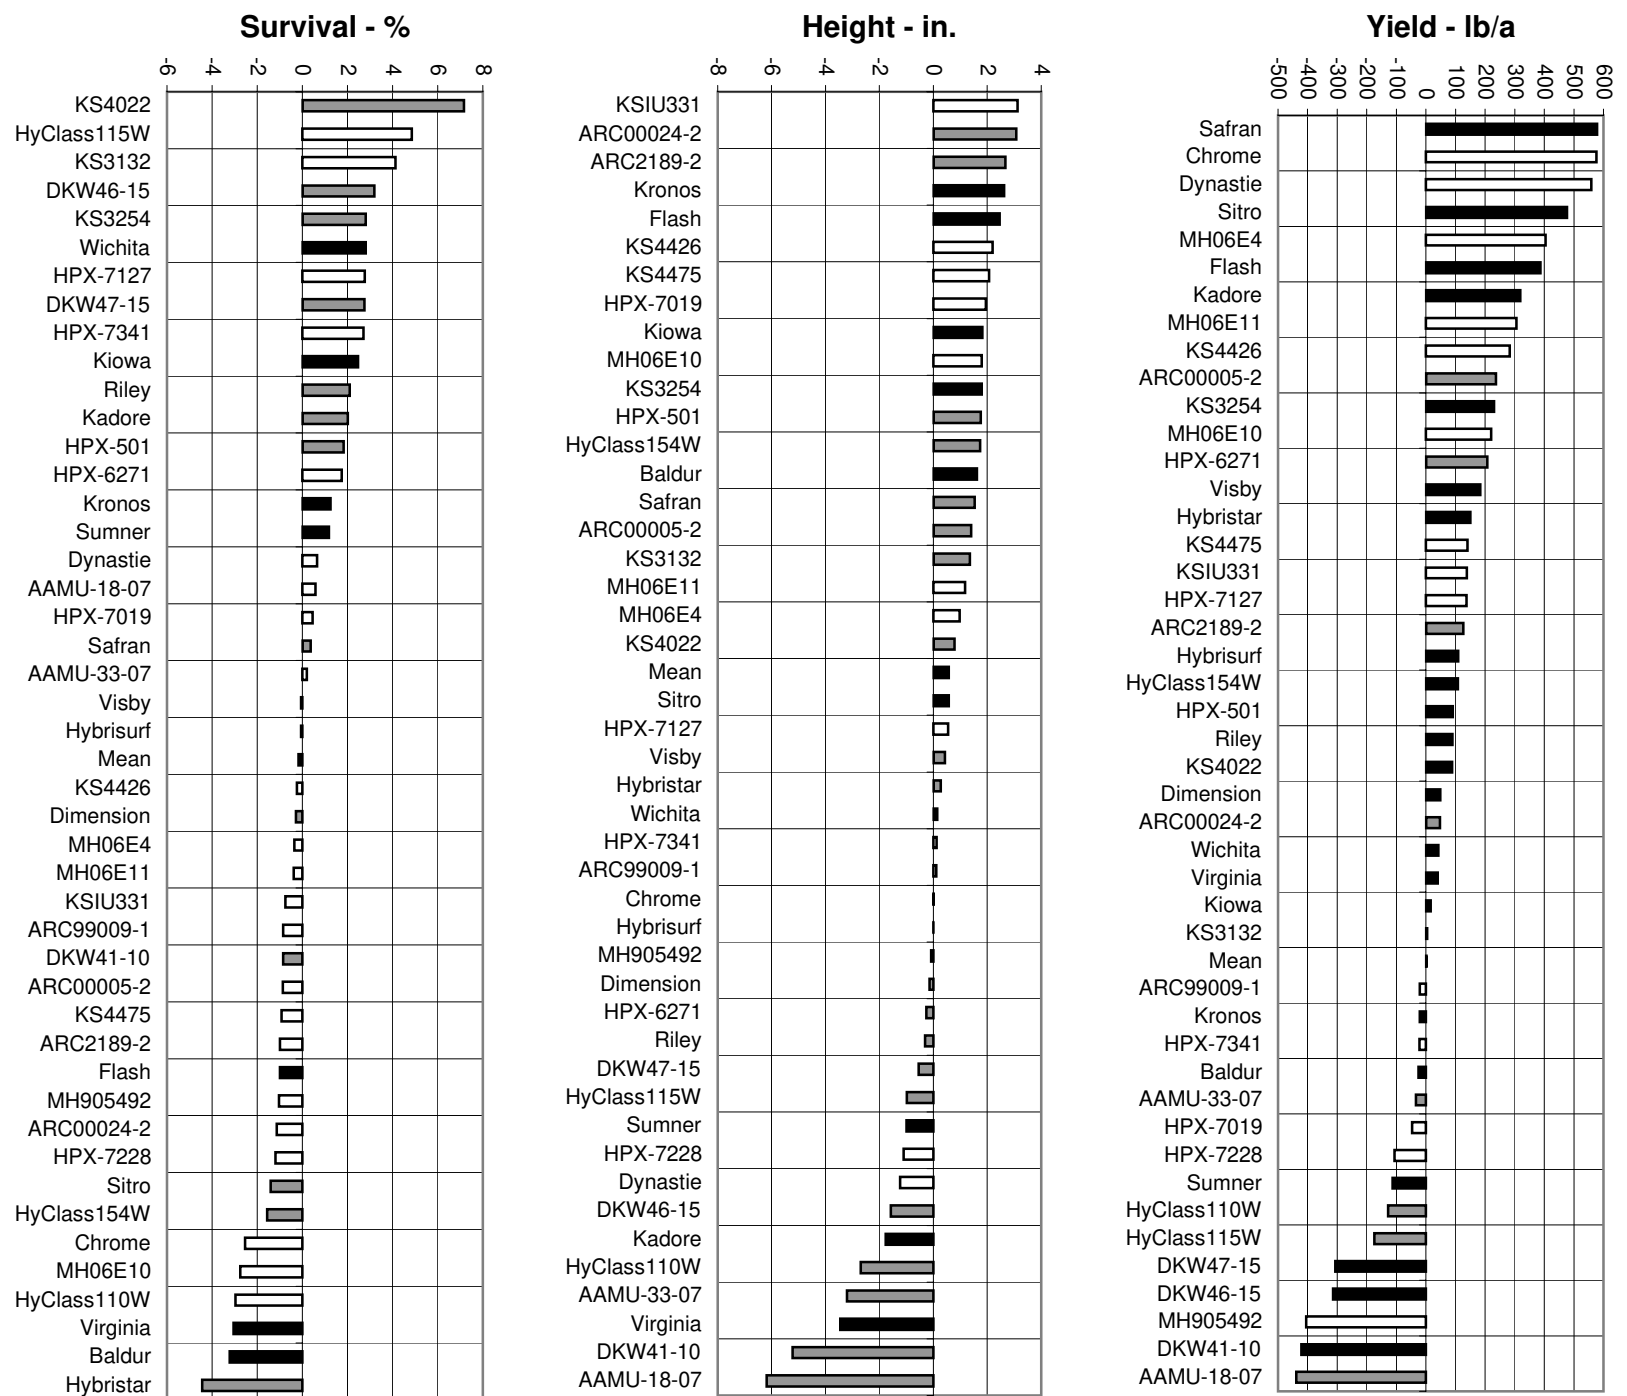 Survival - %
-6 -4 -2 0 2 4 6 8
KS4022
HyClass115W
KS3132
DKW46-15
KS3254
Wichita
HPX-7127
DKW47-15
HPX-7341
Kiowa
Riley
Kadore
HPX-501
HPX-6271
Kronos
Sumner
Dynastie
AAMU-18-07
HPX-7019
Safran
AAMU-33-07
Visby
Hybrisurf
Mean
KS4426
Dimension
MH06E4
MH06E11
KSIU331
ARC99009-1
DKW41-10
ARC00005-2
KS4475
ARC2189-2
Flash
MH905492
ARC00024-2
HPX-7228
Sitro
HyClass154W
Chrome
MH06E10
HyClass110W
Virginia
Baldur
Hybristar
Height - in.
-8 -6 -4 -2 0 2 4
KSIU331
ARC00024-2
ARC2189-2
Kronos
Flash
KS4426
KS4475
HPX-7019
Kiowa
MH06E10
KS3254
HPX-501
HyClass154W
Baldur
Safran
ARC00005-2
KS3132
MH06E11
MH06E4
KS4022
Mean
Sitro
HPX-7127
Visby
Hybristar
Wichita
HPX-7341
ARC99009-1
Chrome
Hybrisurf
MH905492
Dimension
HPX-6271
Riley
DKW47-15
HyClass115W
Sumner
HPX-7228
Dynastie
DKW46-15
Kadore
HyClass110W
AAMU-33-07
Virginia
DKW41-10
AAMU-18-07
Yield - lb/a
-500 -400 -300 -200 -100 0 100 200 300 400 500 600
Safran
Chrome
Dynastie
Sitro
MH06E4
Flash
Kadore
MH06E11
KS4426
ARC00005-2
KS3254
MH06E10
HPX-6271
Visby
Hybristar
KS4475
KSIU331
HPX-7127
ARC2189-2
Hybrisurf
HyClass154W
HPX-501
Riley
KS4022
Dimension
ARC00024-2
Wichita
Virginia
Kiowa
KS3132
Mean
ARC99009-1
Kronos
HPX-7341
Baldur
AAMU-33-07
HPX-7019
HPX-7228
Sumner
HyClass110W
HyClass115W
DKW47-15
DKW46-15
MH905492
DKW41-10
AAMU-18-07